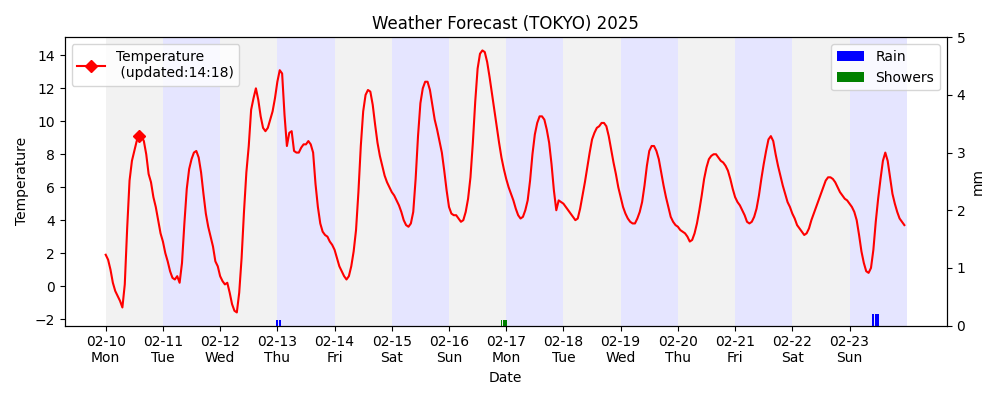 Weather Forecast (TOKYO) 2025
Temperature
(updated:14:18)
Rain
Showers
Temperature
14
12
10
8
6
4
2
0
−2
5
4
3
2
1
0
mm
02-10 02-11 02-12 02-13 02-14 02-15 02-16 02-17 02-18 02-19 02-20 02-21 02-22 02-23
Mon Tue Wed Thu Fri Sat Sun Mon Tue Wed Thu Fri Sat Sun
Date